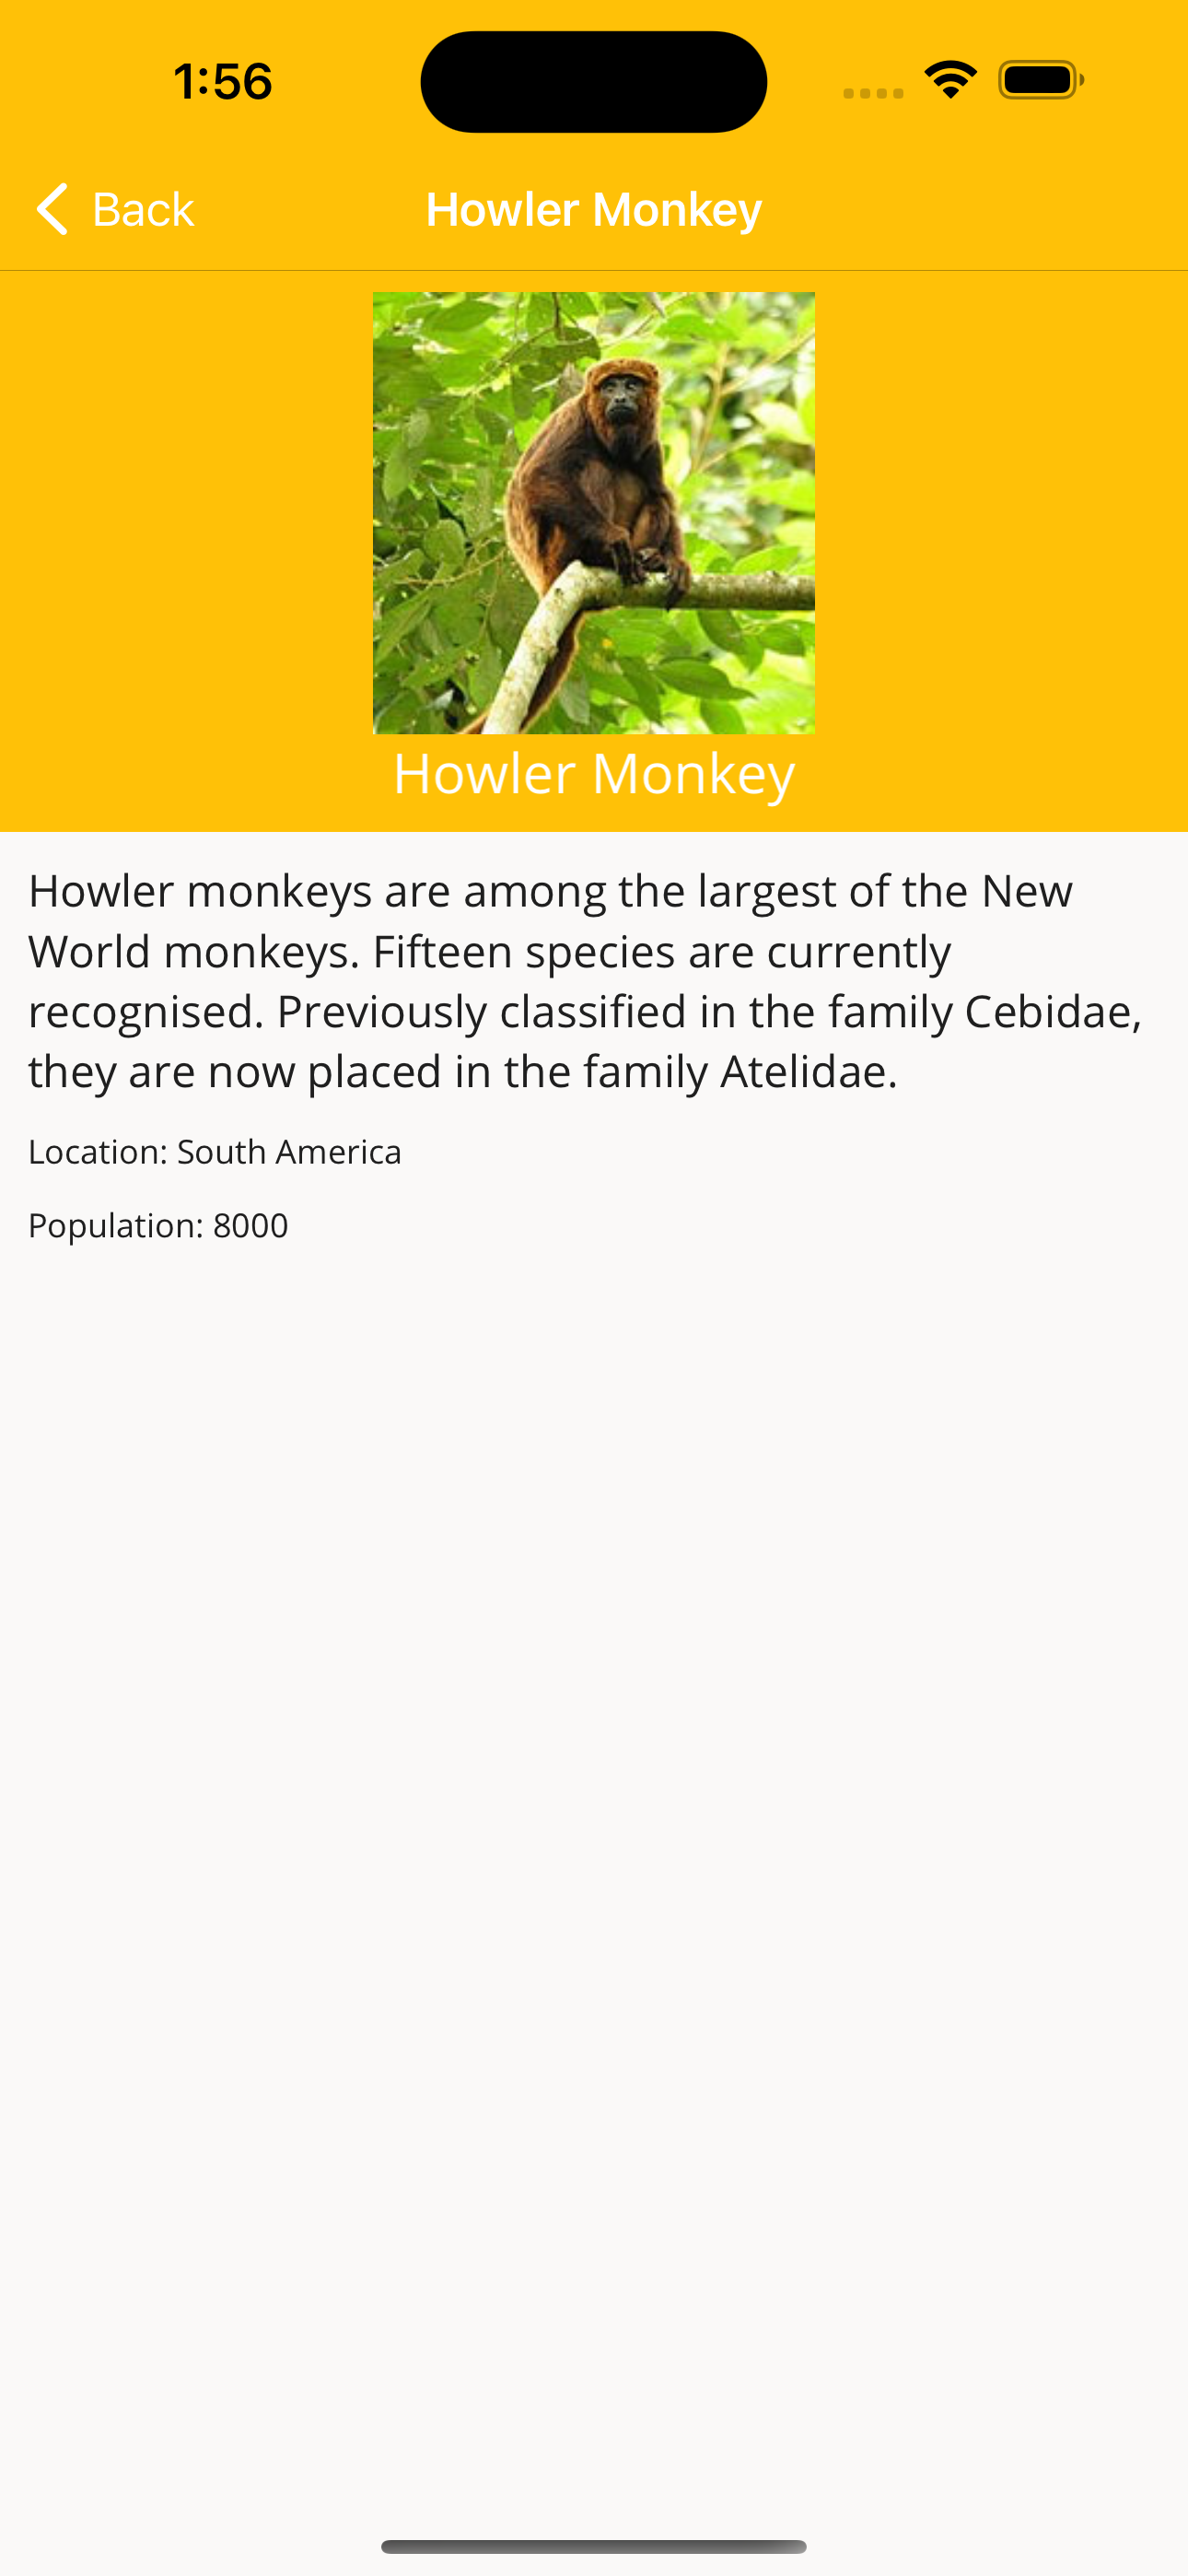 1:56
Back
Howler Monkey
Howler Monkey
Howler monkeys are among the largest of the New
World monkeys. Fifteen species are currently
recognised. Previously classified in the family Cebidae,
they are now placed in the family Atelidae.
Location: South America
Population: 8000